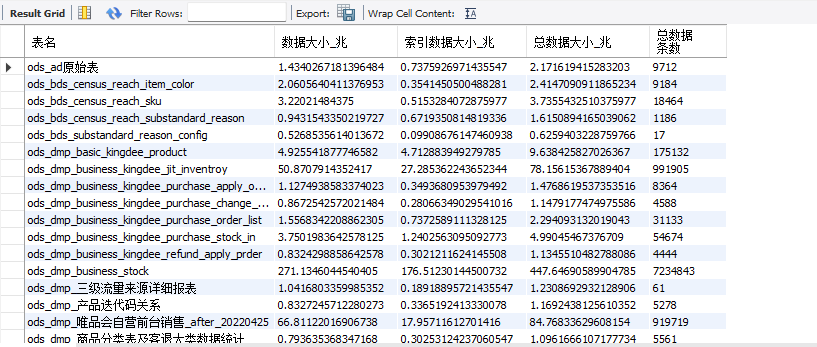 Result Grid Filter Rows: Export: Wrap Cell Content:
表名 数据大小_兆 索引数据大小_兆 总数据大小_兆 总数据条数
ods_ad原始表 1.4340267181396484 0.7375926971435547 2.171619415283203 9712
ods_bds_census_reach_item_color 2.0605640411376953 0.3541450500488281 2.4147090911865234 9184
ods_bds_census_reach_sku 3.22021484375 0.5153284072875977 3.7355432510375977 18464
ods_bds_census_reach_substandard_reason 0.9431543350219727 0.6719350814819336 1.6150894165039062 1186
ods_bds_substandard_reason_config 0.5268535614013672 0.09908676147460938 0.6259403228759766 17
ods_dmp_basic_kingdee_product 4.925541877746582 4.712883949279785 9.638425827026367 175132
ods_dmp_business_kingdee_jit_inventroy 50.8707914352417 27.285362243652344 78.15615367889404 991905
ods_dmp_business_kingdee_purchase_apply_o... 1.1274938583374023 0.3493680953979492 1.4768619537353516 8364
ods_dmp_business_kingdee_purchase_change_... 0.8672542572021484 0.28066349029541016 1.1479177474975586 4588
ods_dmp_business_kingdee_purchase_order_list 1.5568342208862305 0.7372589111328125 2.294093132019043 31133
ods_dmp_business_kingdee_purchase_stock_in 3.7501983642578125 1.2402563095092773 4.99045467376709 54674
ods_dmp_business_kingdee_refund_apply_prder 0.8324298858642578 0.3021211624145508 1.1345510482788086 4444
ods_dmp_business_stock 271.1346044540405 176.51230144500732 447.64690589904785 7234843
ods_dmp_三级流量来源详细报表 1.0416803359985352 0.18918895721435547 1.2308692932128906 61
ods_dmp_产品迭代码关系 0.8327245712280273 0.3365192413330078 1.1692438125610352 5278
ods_dmp_唯品会自营前台销售_after_20220425 66.81122016906738 17.95711612701416 84.76833629608154 919719
ods_dmp_商品分类表及客退大类数据统计 0.793635368347168 0.30253124237060547 1.0961666107177734 5561